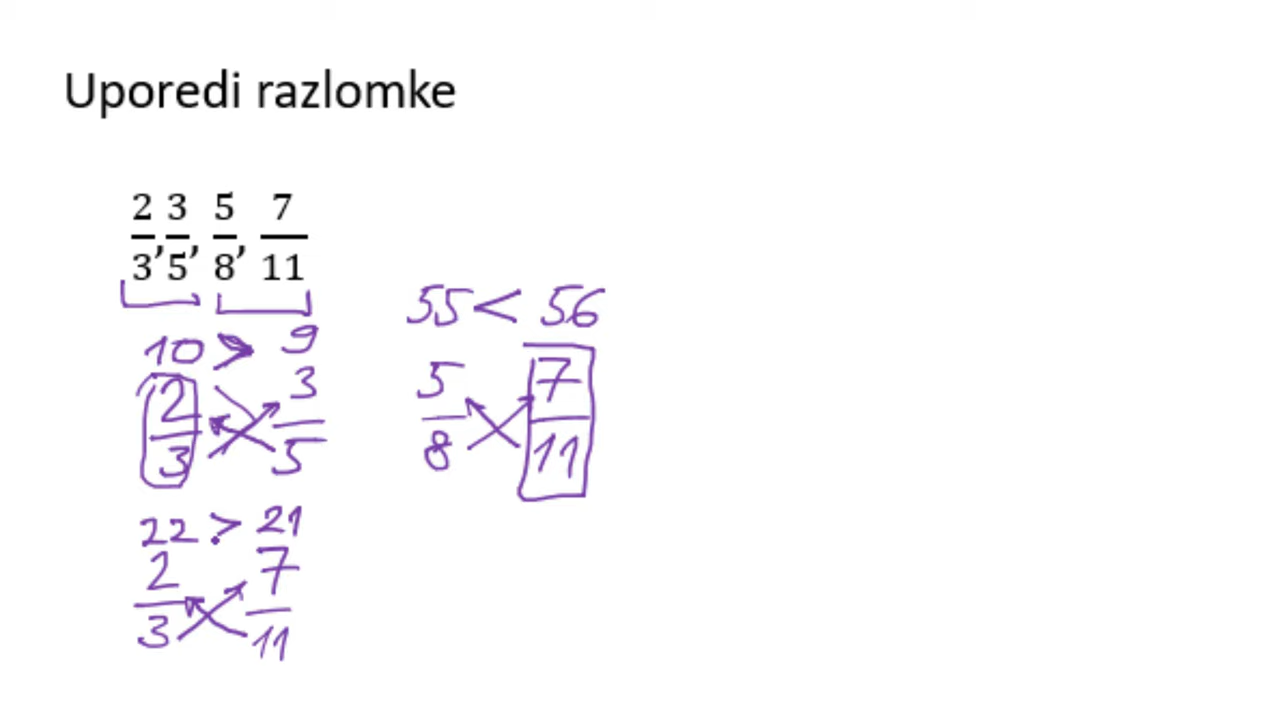 Uporedi razlomke
2/3, 3/5, 5/8, 7/11
10 > 9
2/3 3/5
55 < 56
5/8 7/11
22 > 21
2/3 7/11